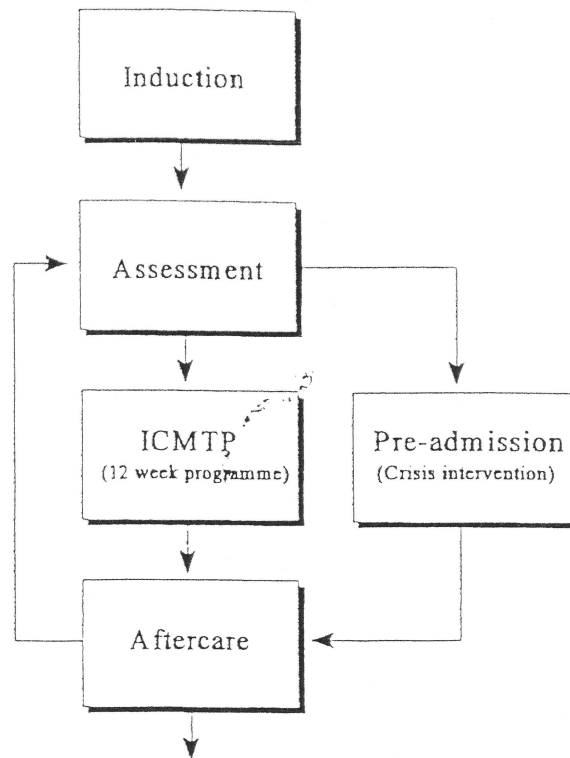 Induction
Assessment
ICMTP
(12 week programme)
Pre-admission
(Crisis intervention)
Aftercare